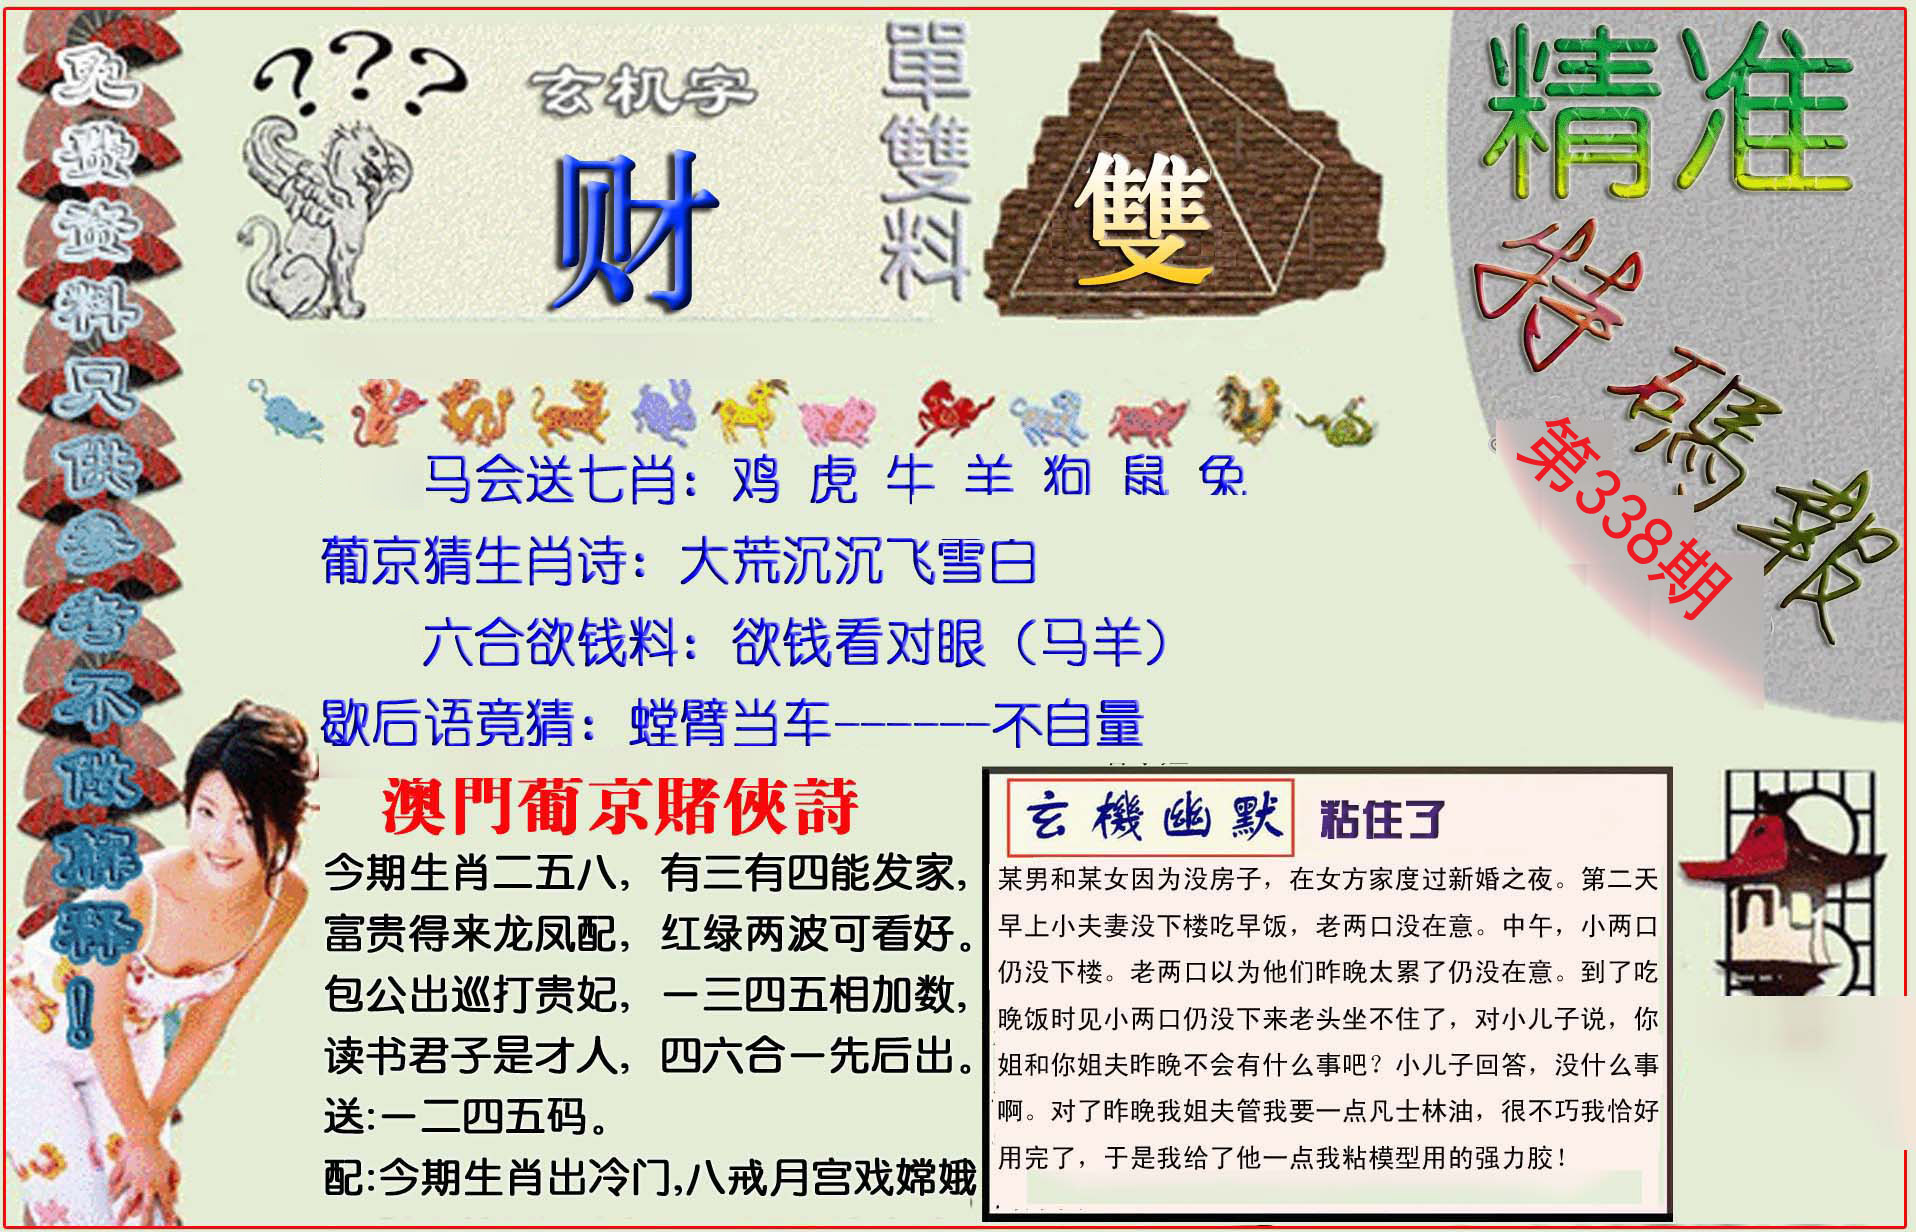 免费资料只供参考不做解释!
???
玄机字
财
單雙料
雙
精准
特碼報
第338期
马会送七肖：鸡 虎 牛 羊 狗 鼠 兔
葡京猜生肖诗：大荒沉沉飞雪白
六合欲钱料：欲钱看对眼（马羊）
歇后语竞猜：螳臂当车------不自量
澳門葡京賭俠詩
今期生肖二五八，有三有四能发家，
富贵得来龙凤配，红绿两波可看好。
包公出巡打贵妃，一三四五相加数，
读书君子是才人，四六合一先后出。
送:一二四五码。
配:今期生肖出冷门,八戒月宫戏嫦娥
玄機幽默 粘住了
某男和某女因为没房子，在女方家度过新婚之夜。第二天
早上小夫妻没下楼吃早饭，老两口没在意。中午，小两口
仍没下楼。老两口以为他们昨晚太累了仍没在意。到了吃
晚饭时见小两口仍没下来老头坐不住了，对小儿子说，你
姐和你姐夫昨晚不会有什么事吧？小儿子回答，没什么事
啊。对了昨晚我姐夫管我要一点凡士林油，很不巧我恰好
用完了，于是我给了他一点我粘模型用的强力胶！